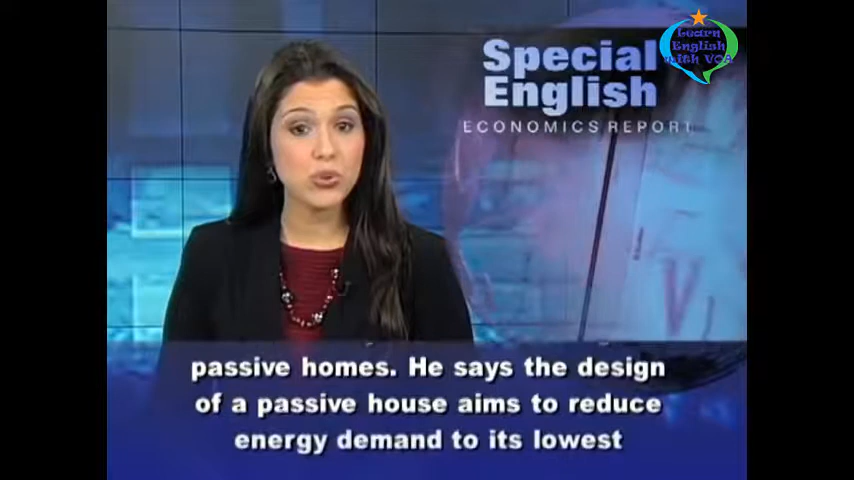 Special
English
ECONOMICS REPORT
Learn
English
with VOA
passive homes. He says the design
of a passive house aims to reduce
energy demand to its lowest